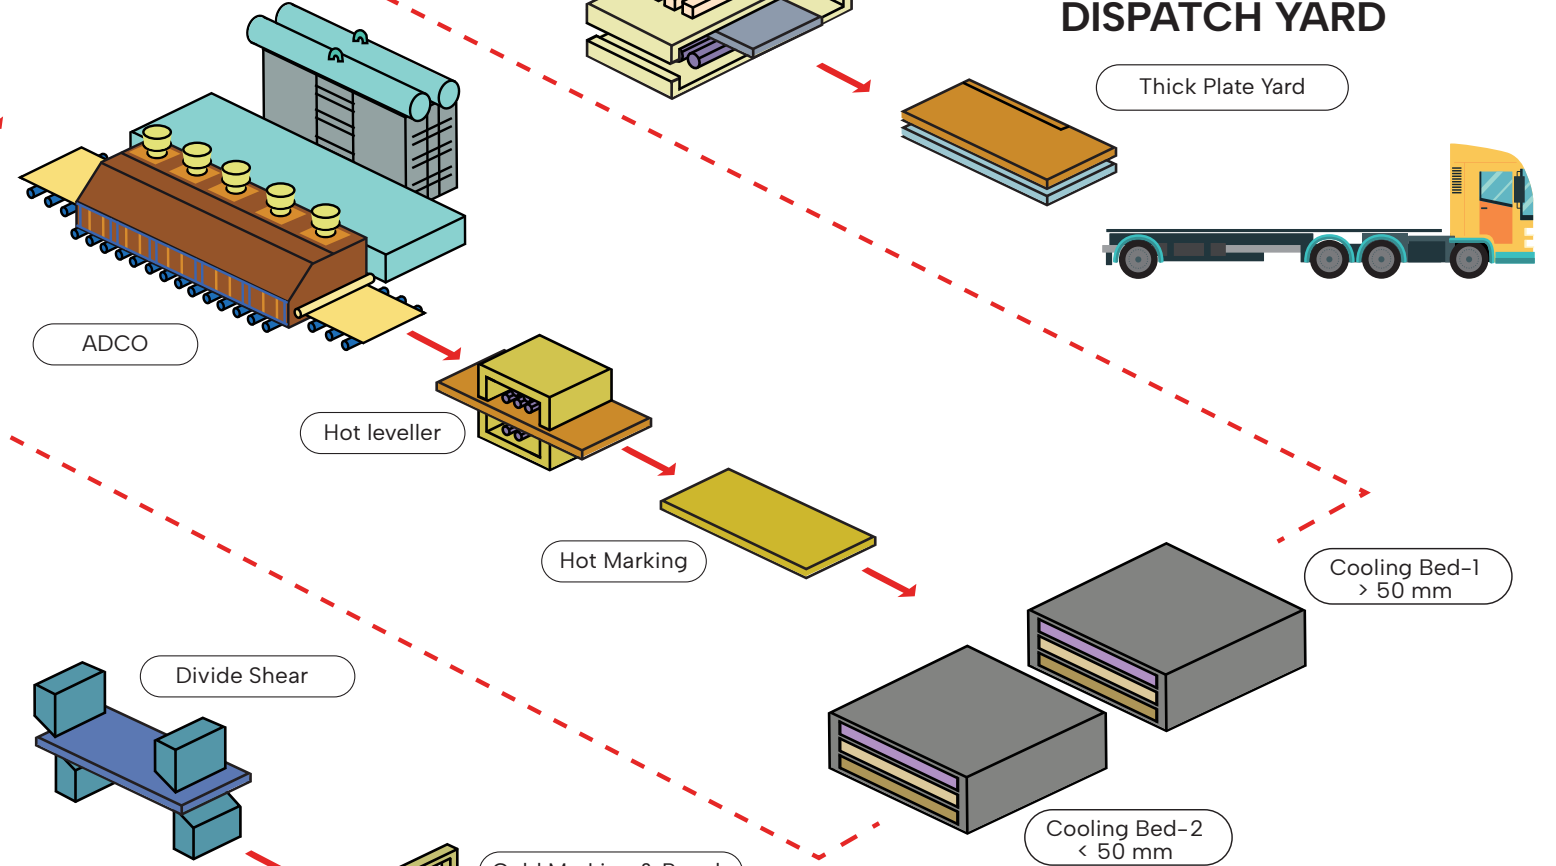 DISPATCH YARD
Thick Plate Yard
ADCO
Hot leveller
Hot Marking
Cooling Bed-1
> 50 mm
Divide Shear
Cooling Bed-2
< 50 mm